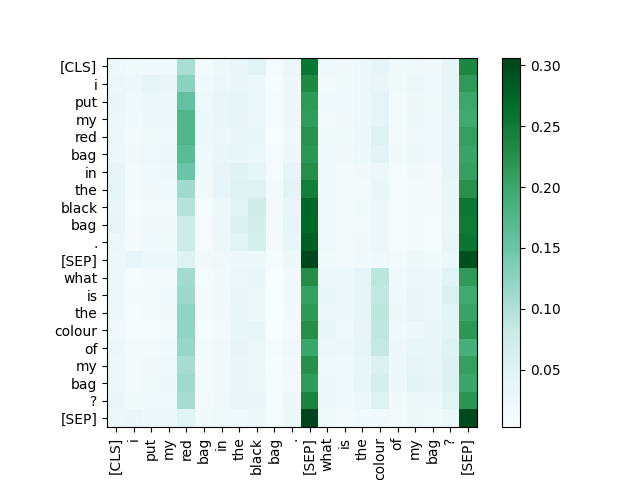 [CLS]
i
put
my
red
bag
in
the
black
bag
.
[SEP]
what
is
the
colour
of
my
bag
?
[SEP]
[CLS] i put my red bag in the black bag . [SEP] what is the colour of my bag ? [SEP]
0.30
0.25
0.20
0.15
0.10
0.05